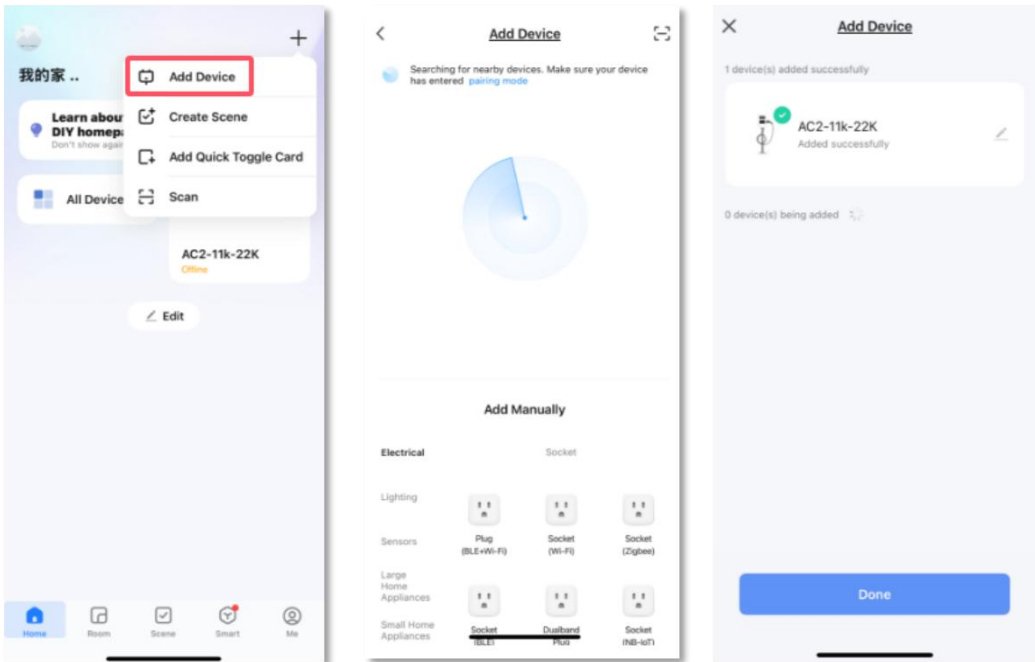 我的家 ..
Add Device
Create Scene
Add Quick Toggle Card
Scan
Learn abou
DIY homep
Don't show again
All Device
AC2-11k-22K
Offline
Edit
Home
Room
Scene
Smart
Me
Add Device
Searching for nearby devices. Make sure your device
has entered pairing mode
Add Manually
Electrical
Socket
Lighting
Sensors
Large
Home
Appliances
Small Home
Appliances
Plug
(BLE+Wi-Fi)
Socket
(Wi-Fi)
Socket
(Zigbee)
Socket
(BLE)
Dualband
Plug
Socket
(NB-IoT)
Add Device
1 device(s) added successfully
AC2-11k-22K
Added successfully
0 device(s) being added
Done